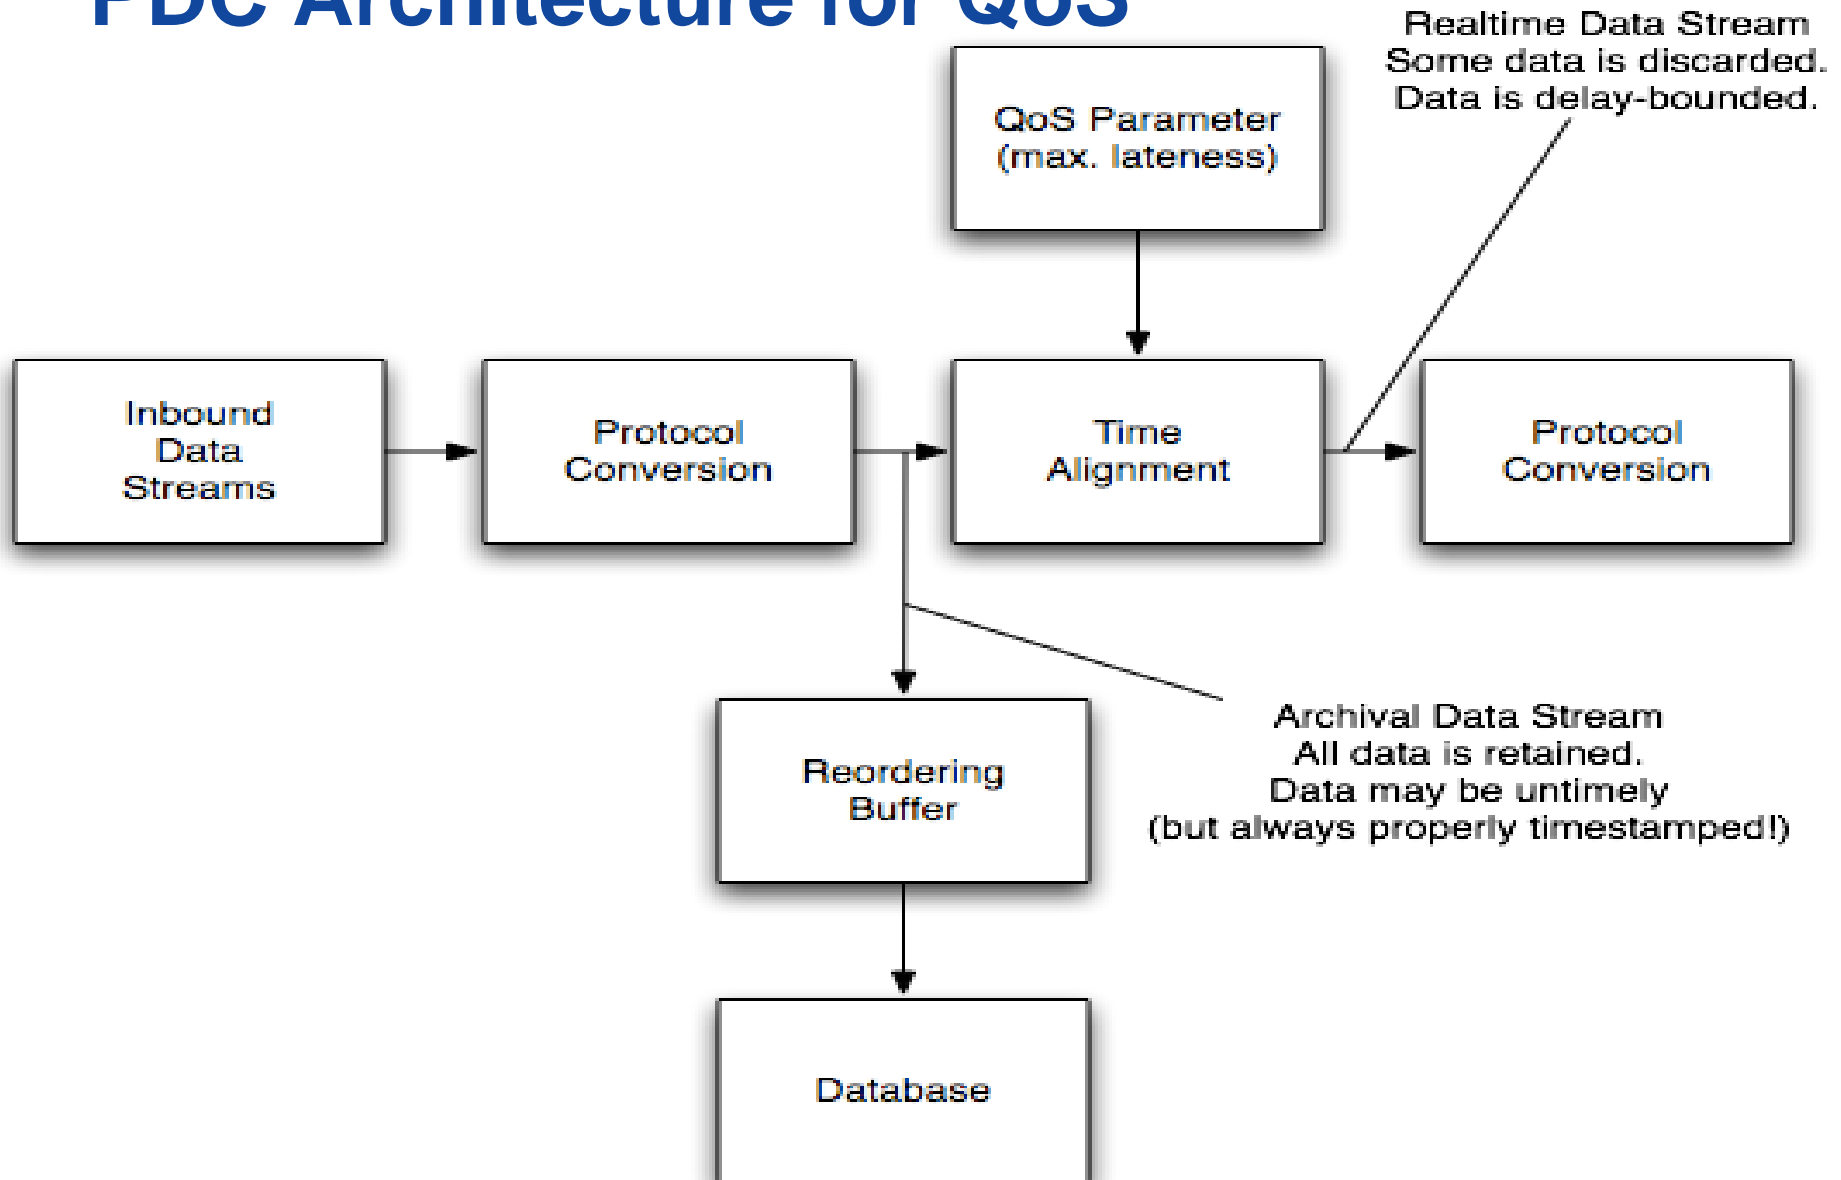 PDC Architecture for QoS
Realtime Data Stream
Some data is discarded.
Data is delay-bounded.
QoS Parameter
(max. lateness)
Inbound
Data
Streams
Protocol
Conversion
Time
Alignment
Protocol
Conversion
Archival Data Stream
All data is retained.
Data may be untimely
(but always properly timestamped!)
Reordering
Buffer
Database